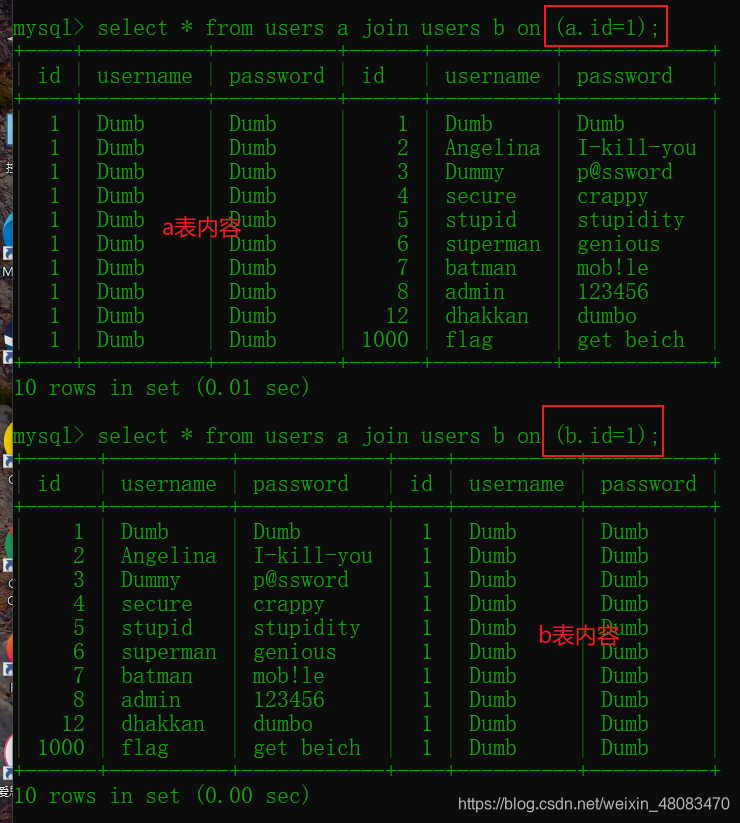 mysql> select * from users a join users b on (a.id=1);
+----+----------+----------+------+----------+------------+
| id | username | password | id | username | password |
+----+----------+----------+------+----------+------------+
| 1 | Dumb | Dumb | 1 | Dumb | Dumb |
| 1 | Dumb | Dumb | 2 | Angelina | I-kill-you |
| 1 | Dumb | Dumb | 3 | Dummy | p@ssword |
| 1 | Dumb | Dumb | 4 | secure | crappy |
| 1 | Dumb | Dumb | 5 | stupid | stupidity |
| 1 | Dumb | Dumb | 6 | superman | genious |
| 1 | Dumb | Dumb | 7 | batman | mob!le |
| 1 | Dumb | Dumb | 8 | admin | 123456 |
| 1 | Dumb | Dumb | 12 | dhakkan | dumbo |
| 1 | Dumb | Dumb | 1000 | flag | get beich |
+----+----------+----------+------+----------+------------+
a表内容
10 rows in set (0.01 sec)
mysql> select * from users a join users b on (b.id=1);
+------+----------+------------+----+----------+----------+
| id | username | password | id | username | password |
+------+----------+------------+----+----------+----------+
| 1 | Dumb | Dumb | 1 | Dumb | Dumb |
| 2 | Angelina | I-kill-you | 1 | Dumb | Dumb |
| 3 | Dummy | p@ssword | 1 | Dumb | Dumb |
| 4 | secure | crappy | 1 | Dumb | Dumb |
| 5 | stupid | stupidity | 1 | Dumb | Dumb |
| 6 | superman | genious | 1 | Dumb | Dumb |
| 7 | batman | mob!le | 1 | Dumb | Dumb |
| 8 | admin | 123456 | 1 | Dumb | Dumb |
| 12 | dhakkan | dumbo | 1 | Dumb | Dumb |
| 1000 | flag | get beich | 1 | Dumb | Dumb |
+------+----------+------------+----+----------+----------+
b表内容
10 rows in set (0.00 sec)
https://blog.csdn.net/weixin_48083470